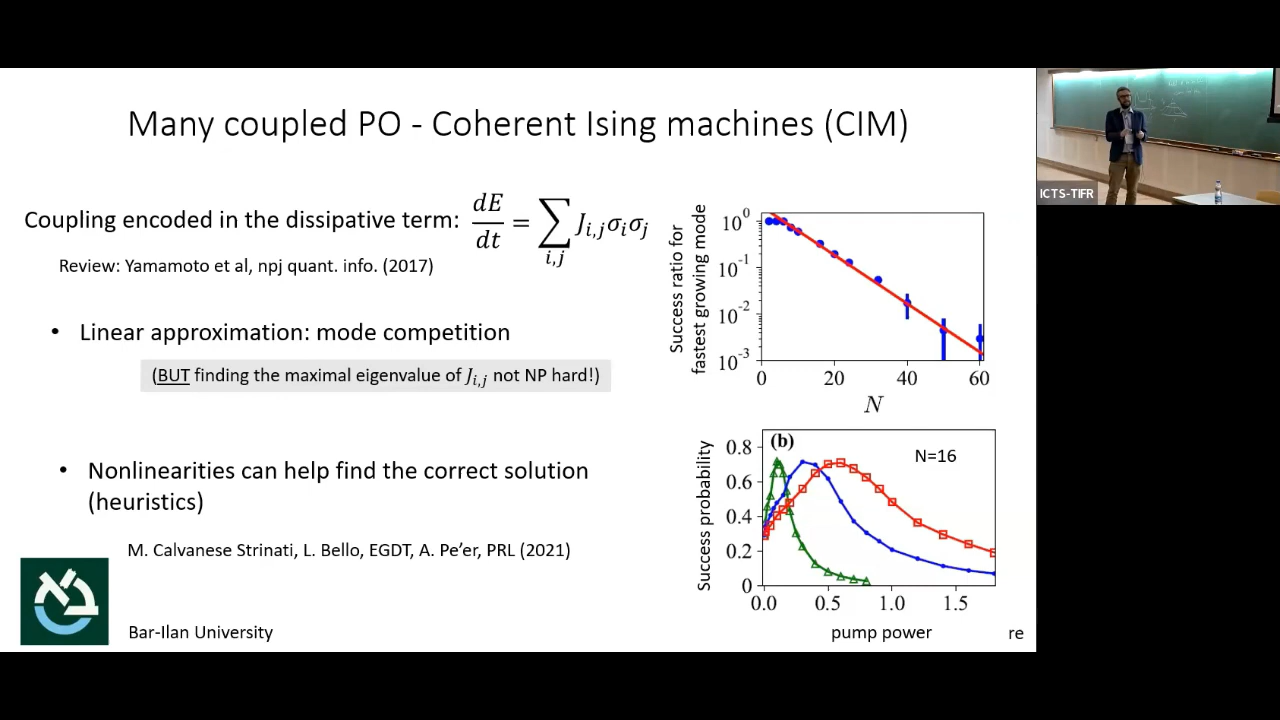 Many coupled PO - Coherent Ising machines (CIM)
Coupling encoded in the dissipative term: dE/dt = ∑i,j Ji,jσiσj
Review: Yamamoto et al, npj quant. info. (2017)
• Linear approximation: mode competition
(BUT finding the maximal eigenvalue of Ji,j not NP hard!)
• Nonlinearities can help find the correct solution
(heuristics)
M. Calvanese Strinati, L. Bello, EGDT, A. Pe'er, PRL (2021)
Bar-Ilan University
Success ratio for
fastest growing mode
10⁰
10⁻¹
10⁻²
10⁻³
0 20 40 60
N
Success probability
(b)
N=16
0.8
0.6
0.4
0.2
0
0.0 0.5 1.0 1.5
pump power
re
ICTS-TIFR